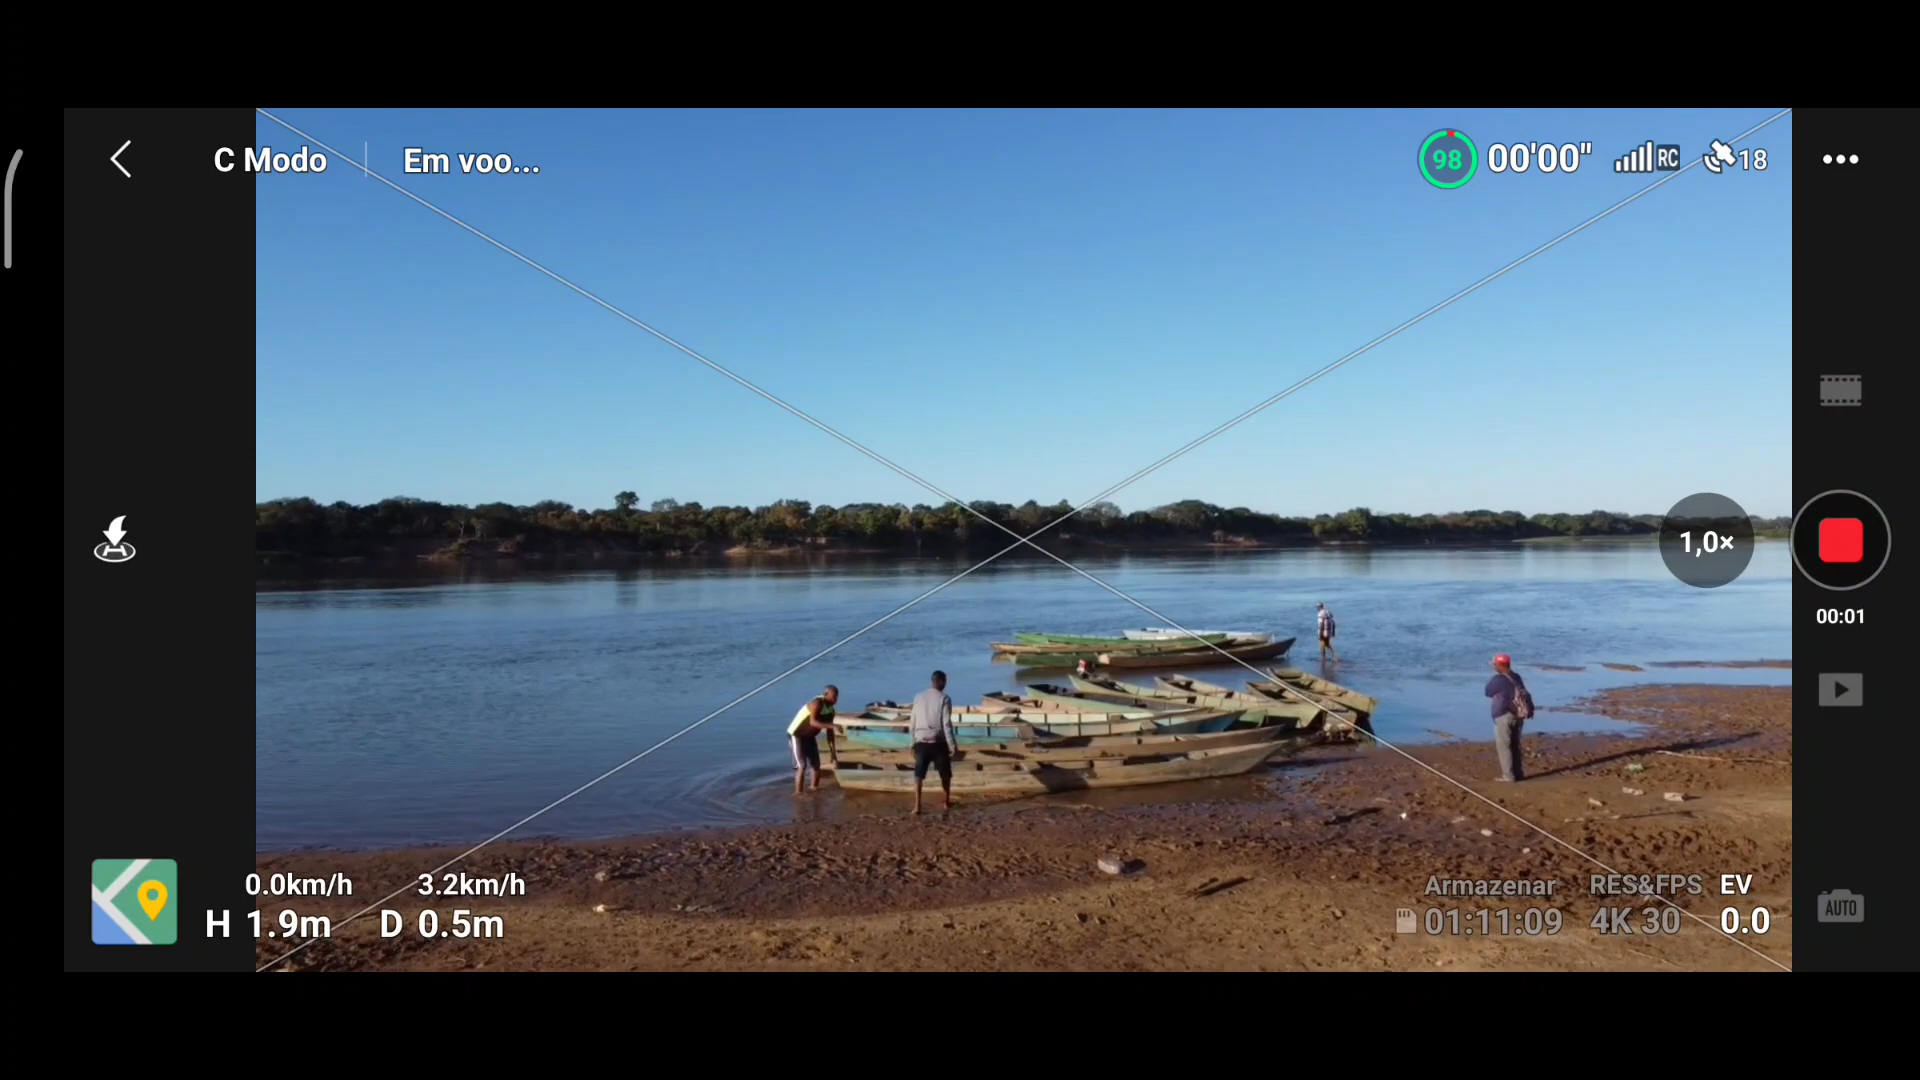 C Modo
Em voo...
98
00'00"
RC
18
1,0×
00:01
0.0km/h
3.2km/h
H 1.9m
D 0.5m
Armazenar
RES&FPS
EV
01:11:09
4K 30
0.0
AUTO